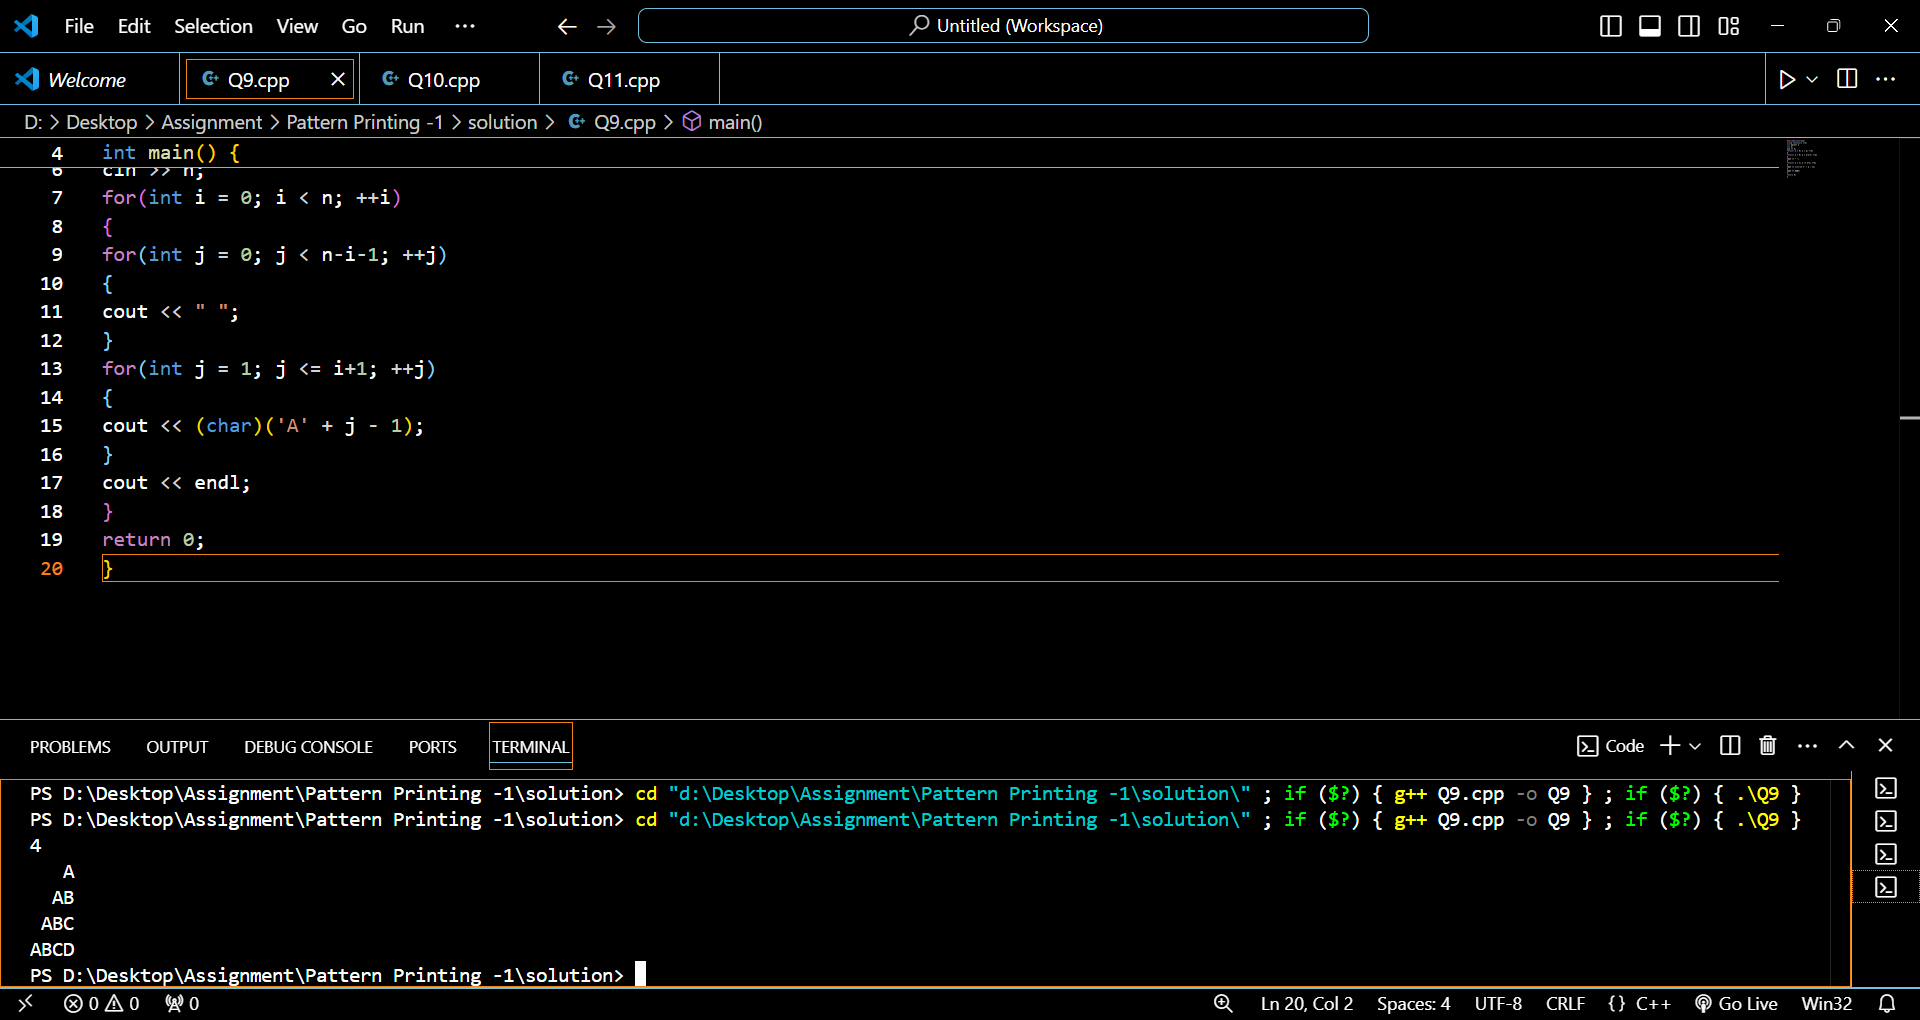 File Edit Selection View Go Run ··· Untitled (Workspace)
Welcome Q9.cpp Q10.cpp Q11.cpp
D: > Desktop > Assignment > Pattern Printing -1 > solution > Q9.cpp > main()
4 int main() {
6 cin >> n;
7 for(int i = 0; i < n; ++i)
8 {
9 for(int j = 0; j < n-i-1; ++j)
10 {
11 cout << " ";
12 }
13 for(int j = 1; j <= i+1; ++j)
14 {
15 cout << (char)('A' + j - 1);
16 }
17 cout << endl;
18 }
19 return 0;
20 }
PROBLEMS OUTPUT DEBUG CONSOLE PORTS TERMINAL Code
PS D:\Desktop\Assignment\Pattern Printing -1\solution> cd "d:\Desktop\Assignment\Pattern Printing -1\solution\" ; if ($?) { g++ Q9.cpp -o Q9 } ; if ($?) { .\Q9 }
PS D:\Desktop\Assignment\Pattern Printing -1\solution> cd "d:\Desktop\Assignment\Pattern Printing -1\solution\" ; if ($?) { g++ Q9.cpp -o Q9 } ; if ($?) { .\Q9 }
4
   A
  AB
 ABC
ABCD
PS D:\Desktop\Assignment\Pattern Printing -1\solution>
0 0 0 Ln 20, Col 2 Spaces: 4 UTF-8 CRLF {} C++ Go Live Win32